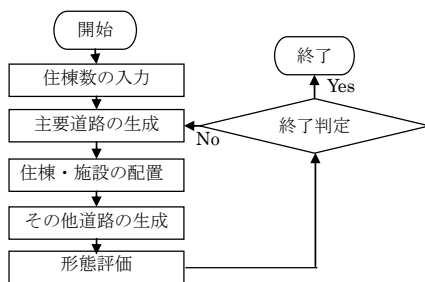 開始
住棟数の入力
主要道路の生成
住棟・施設の配置
その他道路の生成
形態評価
終了
Yes
終了判定
No